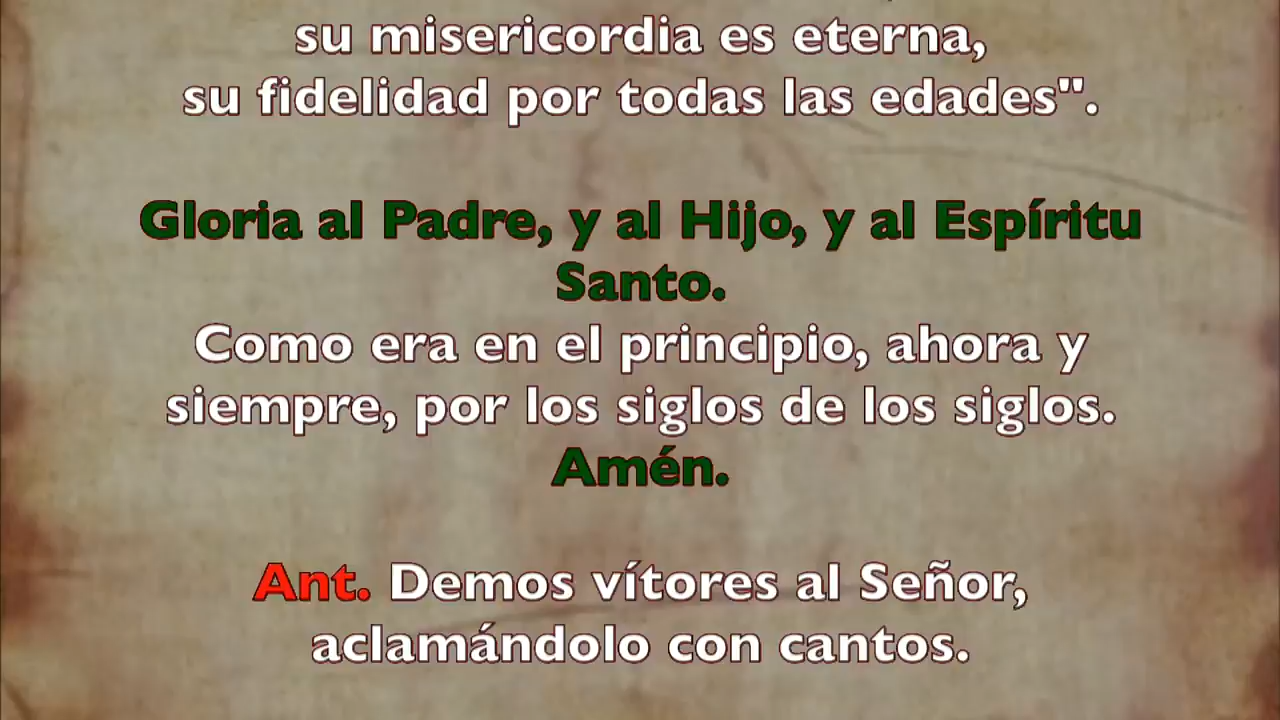 su misericordia es eterna,
su fidelidad por todas las edades".
Gloria al Padre, y al Hijo, y al Espíritu
Santo.
Como era en el principio, ahora y
siempre, por los siglos de los siglos.
Amén.
Ant. Demos vítores al Señor,
aclamándolo con cantos.